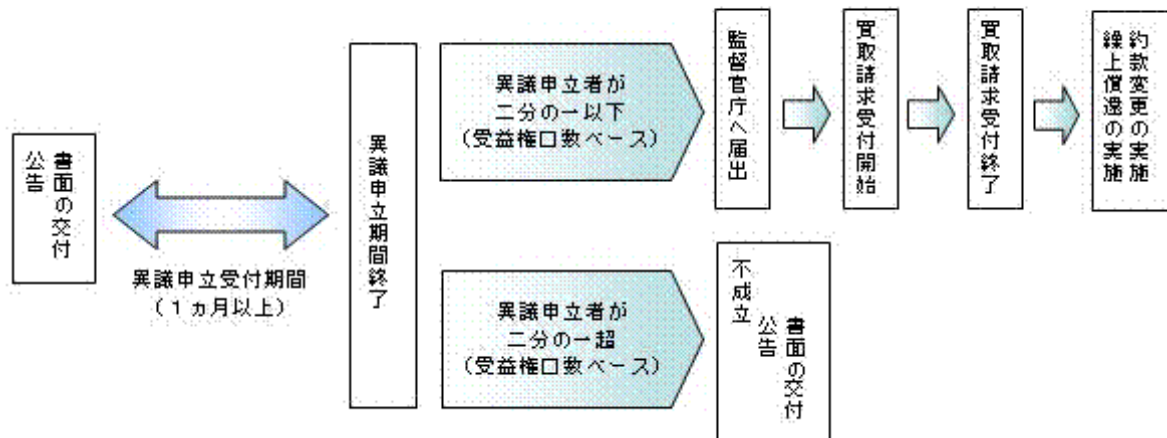 書面の交付
公告
異議申立受付期間
（１ヵ月以上）
異議申立期間終了
異議申立者が
二分の一以下
（受益権口数ベース）
監督官庁へ届出
買取請求受付開始
買取請求受付終了
約款変更の実施
繰上償還の実施
異議申立者が
二分の一超
（受益権口数ベース）
書面の交付
公告
不成立